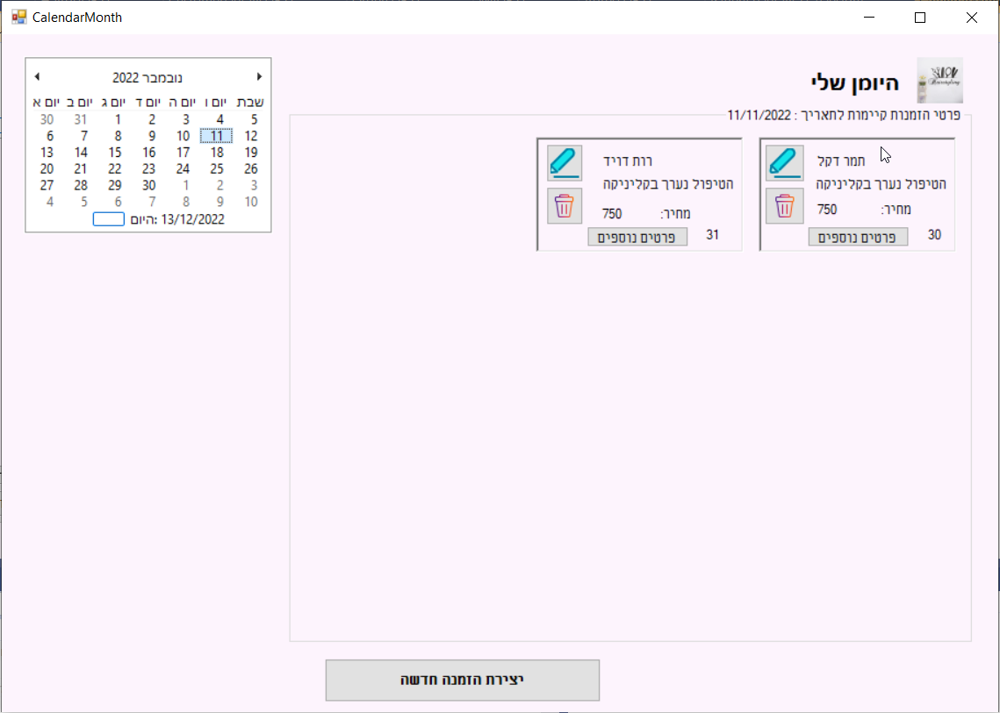 CalendarMonth
היומן שלי
נובמבר 2022
יום א יום ב יום ג יום ד יום ה יום ו שבת
30 31 1 2 3 4 5
6 7 8 9 10 11 12
13 14 15 16 17 18 19
20 21 22 23 24 25 26
27 28 29 30 1 2 3
4 5 6 7 8 9 10
היום: 13/12/2022
פרטי הזמנות קיימות לתאריך : 11/11/2022
תמר דקל
הטיפול נערך בקליניקה
מחיר: 750
30 פרטים נוספים
רות דויד
הטיפול נערך בקליניקה
מחיר: 750
31 פרטים נוספים
יצירת הזמנה חדשה